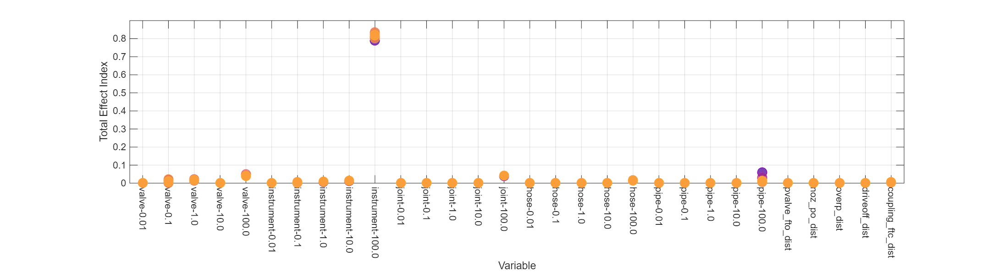 Total Effect Index
0.8
0.7
0.6
0.5
0.4
0.3
0.2
0.1
0
valve-0.01
valve-0.1
valve-1.0
valve-10.0
valve-100.0
instrument-0.01
instrument-0.1
instrument-1.0
instrument-10.0
instrument-100.0
joint-0.01
joint-0.1
joint-1.0
joint-10.0
joint-100.0
hose-0.01
hose-0.1
hose-1.0
hose-10.0
hose-100.0
pipe-0.01
pipe-0.1
pipe-1.0
pipe-10.0
pipe-100.0
pvalve_fto_dist
noz_po_dist
overp_dist
driveoff_dist
coupling_ftc_dist
Variable